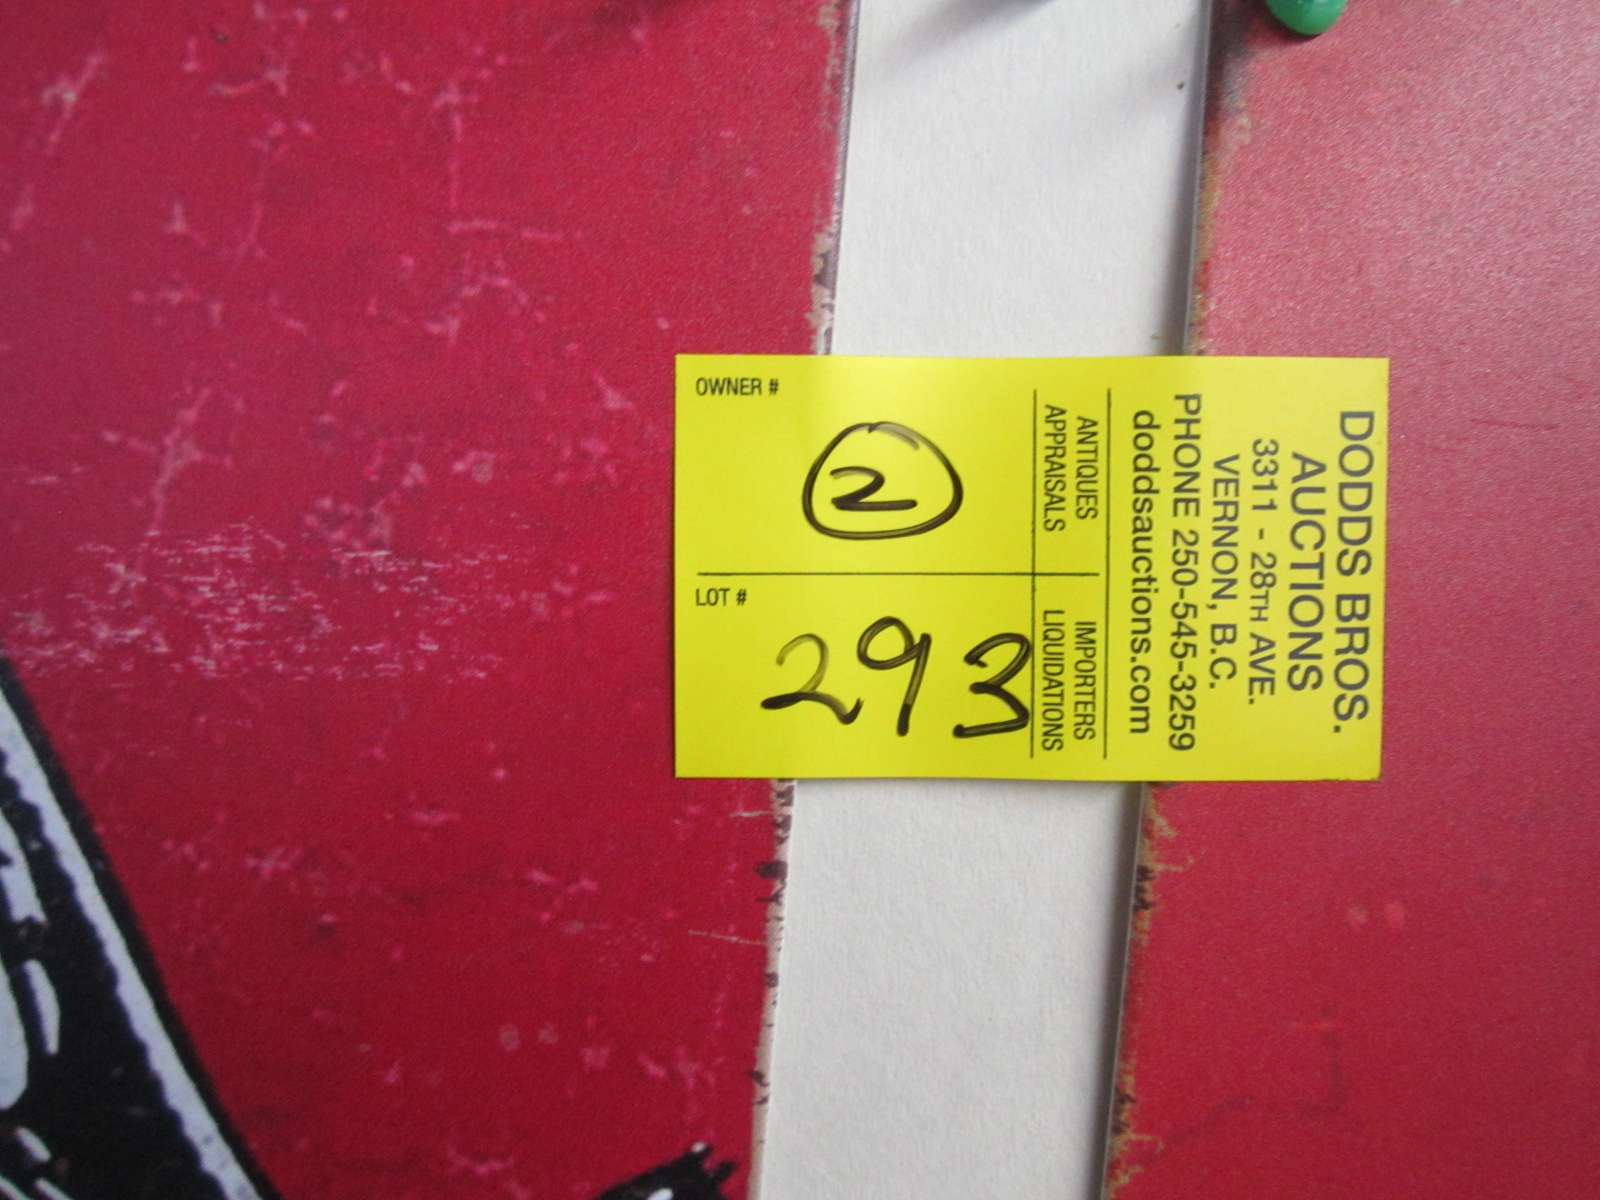 DODDS BROS.
AUCTIONS
3311 - 28TH AVE.
VERNON, B.C.
PHONE 250-545-3259
doddsauctions.com
ANTIQUES IMPORTERS
APPRAISALS LIQUIDATIONS
OWNER #
2
LOT #
293